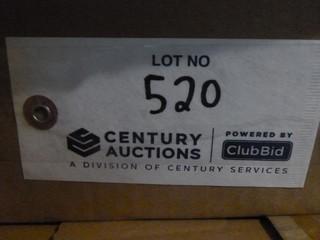 LOT NO
520
CENTURY AUCTIONS
POWERED BY
ClubBid
A DIVISION OF CENTURY SERVICES